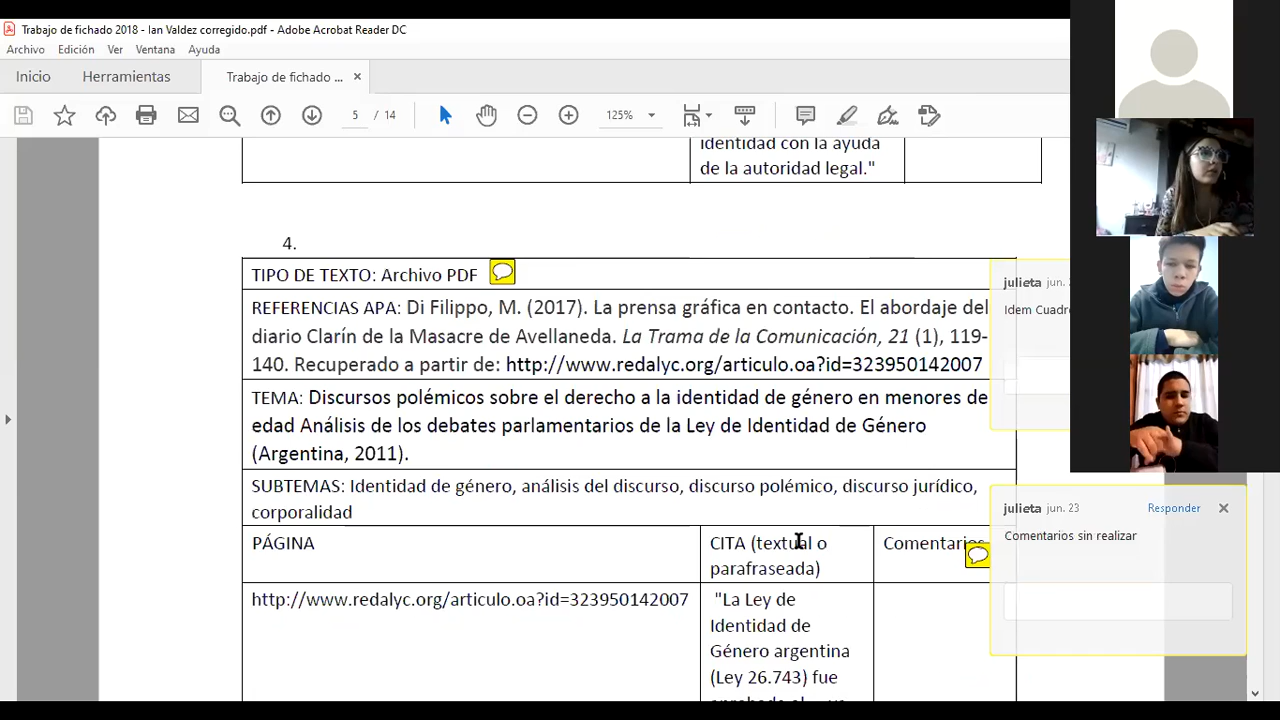 Trabajo de fichado 2018 - Ian Valdez corregido.pdf - Adobe Acrobat Reader DC
Archivo Edición Ver Ventana Ayuda
Inicio Herramientas Trabajo de fichado ... ×
5 / 14 125%
identidad con la ayuda
de la autoridad legal."
4.
TIPO DE TEXTO: Archivo PDF
REFERENCIAS APA: Di Filippo, M. (2017). La prensa gráfica en contacto. El abordaje del
diario Clarín de la Masacre de Avellaneda. La Trama de la Comunicación, 21 (1), 119-
140. Recuperado a partir de: http://www.redalyc.org/articulo.oa?id=323950142007
TEMA: Discursos polémicos sobre el derecho a la identidad de género en menores de
edad Análisis de los debates parlamentarios de la Ley de Identidad de Género
(Argentina, 2011).
SUBTEMAS: Identidad de género, análisis del discurso, discurso polémico, discurso jurídico,
corporalidad
PÁGINA
CITA (textual o
parafraseada)
Comentarios
http://www.redalyc.org/articulo.oa?id=323950142007
"La Ley de
Identidad de
Género argentina
(Ley 26.743) fue
julieta jun.
Idem Cuadro
julieta jun. 23 Responder ×
Comentarios sin realizar